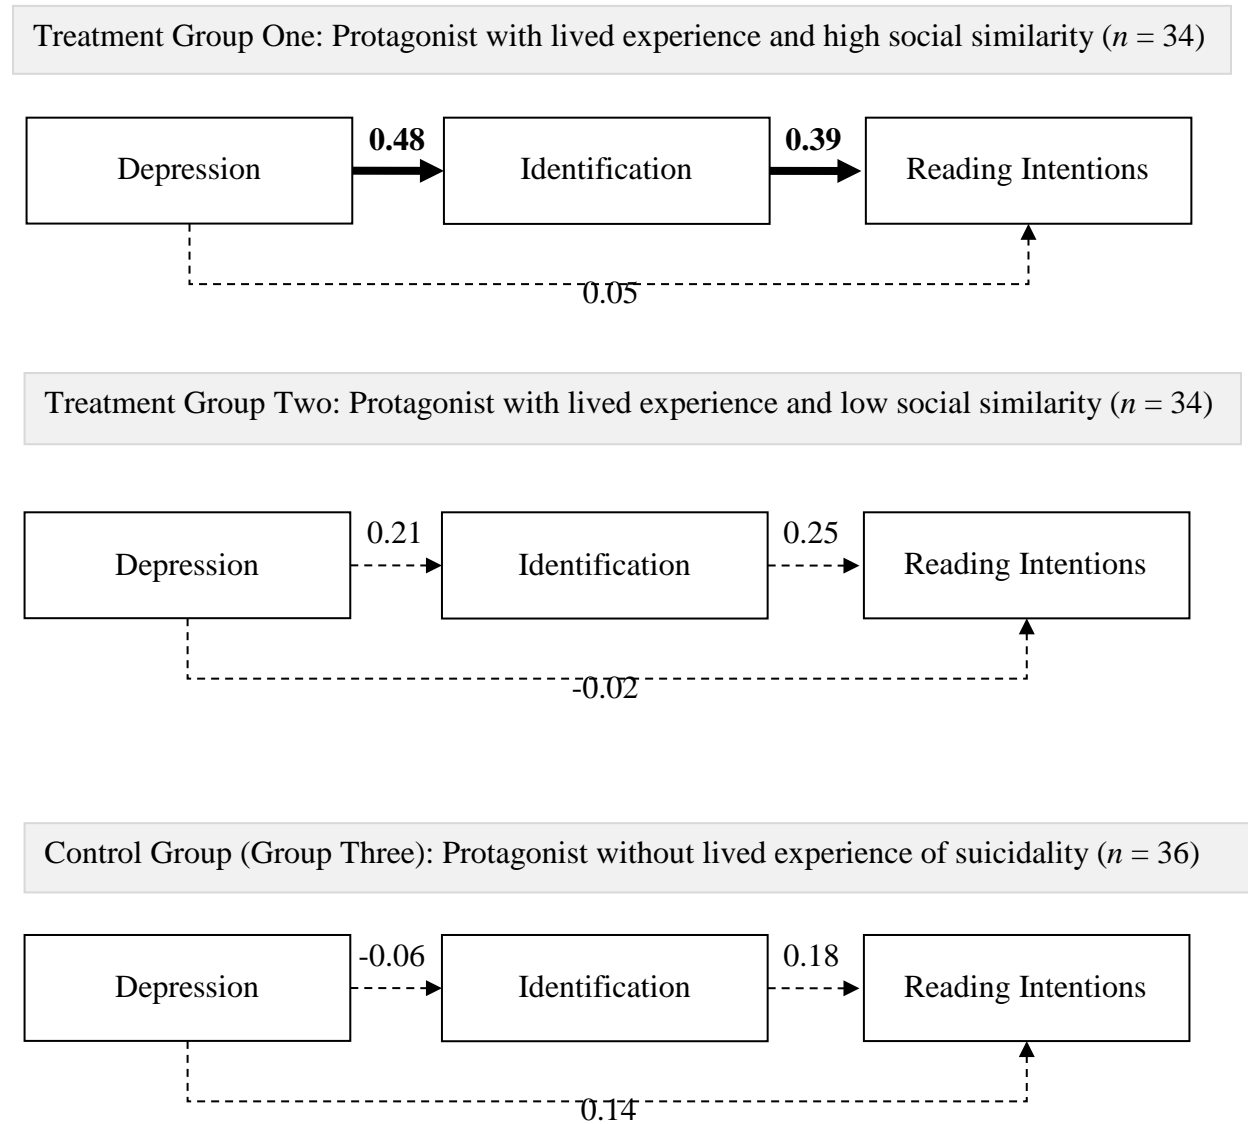 Treatment Group One: Protagonist with lived experience and high social similarity (n = 34)
0.48 0.39
Depression Identification Reading Intentions
0.05
Treatment Group Two: Protagonist with lived experience and low social similarity (n = 34)
0.21 0.25
Depression Identification Reading Intentions
-0.02
Control Group (Group Three): Protagonist without lived experience of suicidality (n = 36)
-0.06 0.18
Depression Identification Reading Intentions
0.14